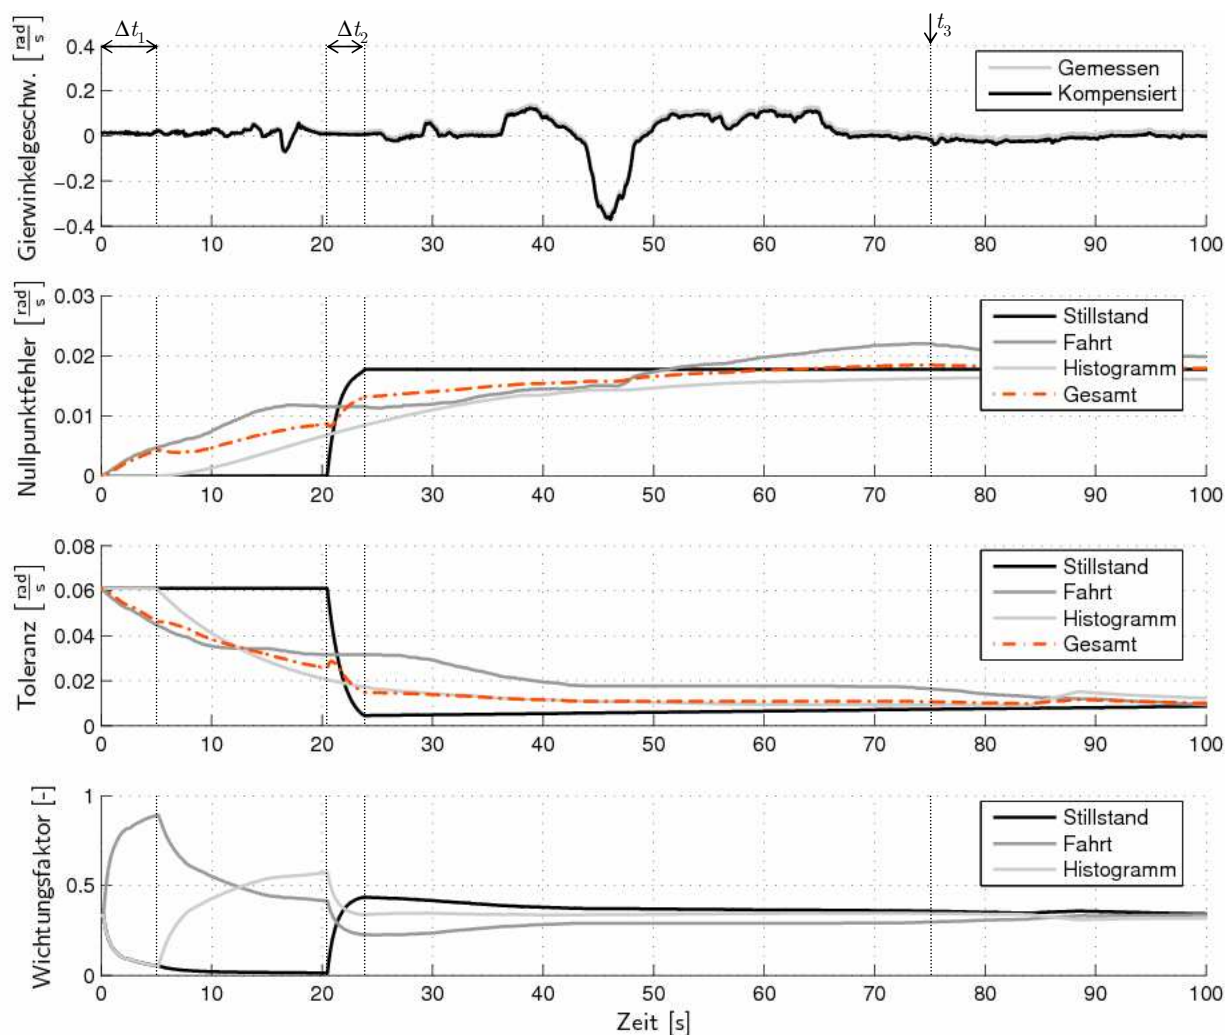 Δt₁ Δt₂ t₃
Gierwinkelgeschw. [rad/s]
0.4
0.2
0
−0.2
−0.4
Gemessen
Kompensiert
0 10 20 30 40 50 60 70 80 90 100
Nullpunktfehler [rad/s]
0.03
0.02
0.01
0
Stillstand
Fahrt
Histogramm
Gesamt
0 10 20 30 40 50 60 70 80 90 100
Toleranz [rad/s]
0.08
0.06
0.04
0.02
0
Stillstand
Fahrt
Histogramm
Gesamt
0 10 20 30 40 50 60 70 80 90 100
Wichtungsfaktor [-]
1
0.5
0
Stillstand
Fahrt
Histogramm
0 10 20 30 40 50 60 70 80 90 100
Zeit [s]